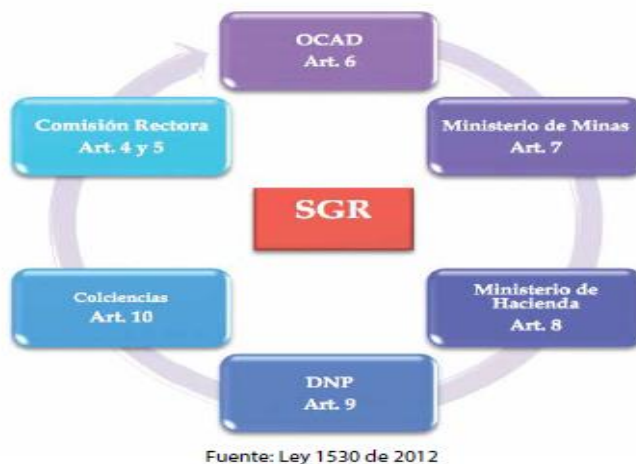 OCAD
Art. 6
Ministerio de Minas
Art. 7
Ministerio de
Hacienda
Art. 8
DNP
Art. 9
Colciencias
Art. 10
Comisión Rectora
Art. 4 y 5
SGR
Fuente: Ley 1530 de 2012